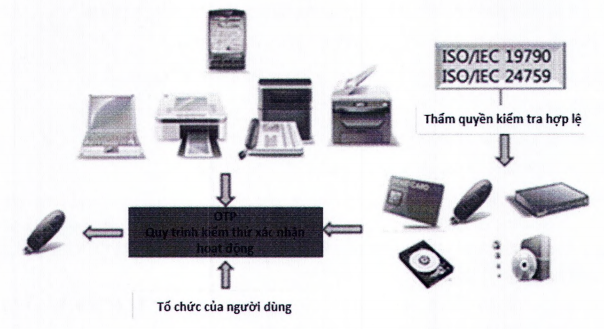 ISO/IEC 19790
ISO/IEC 24759
Thẩm quyền kiểm tra hợp lệ
OTP
Quy trình kiểm thử xác nhận
hoạt động
Tổ chức của người dùng